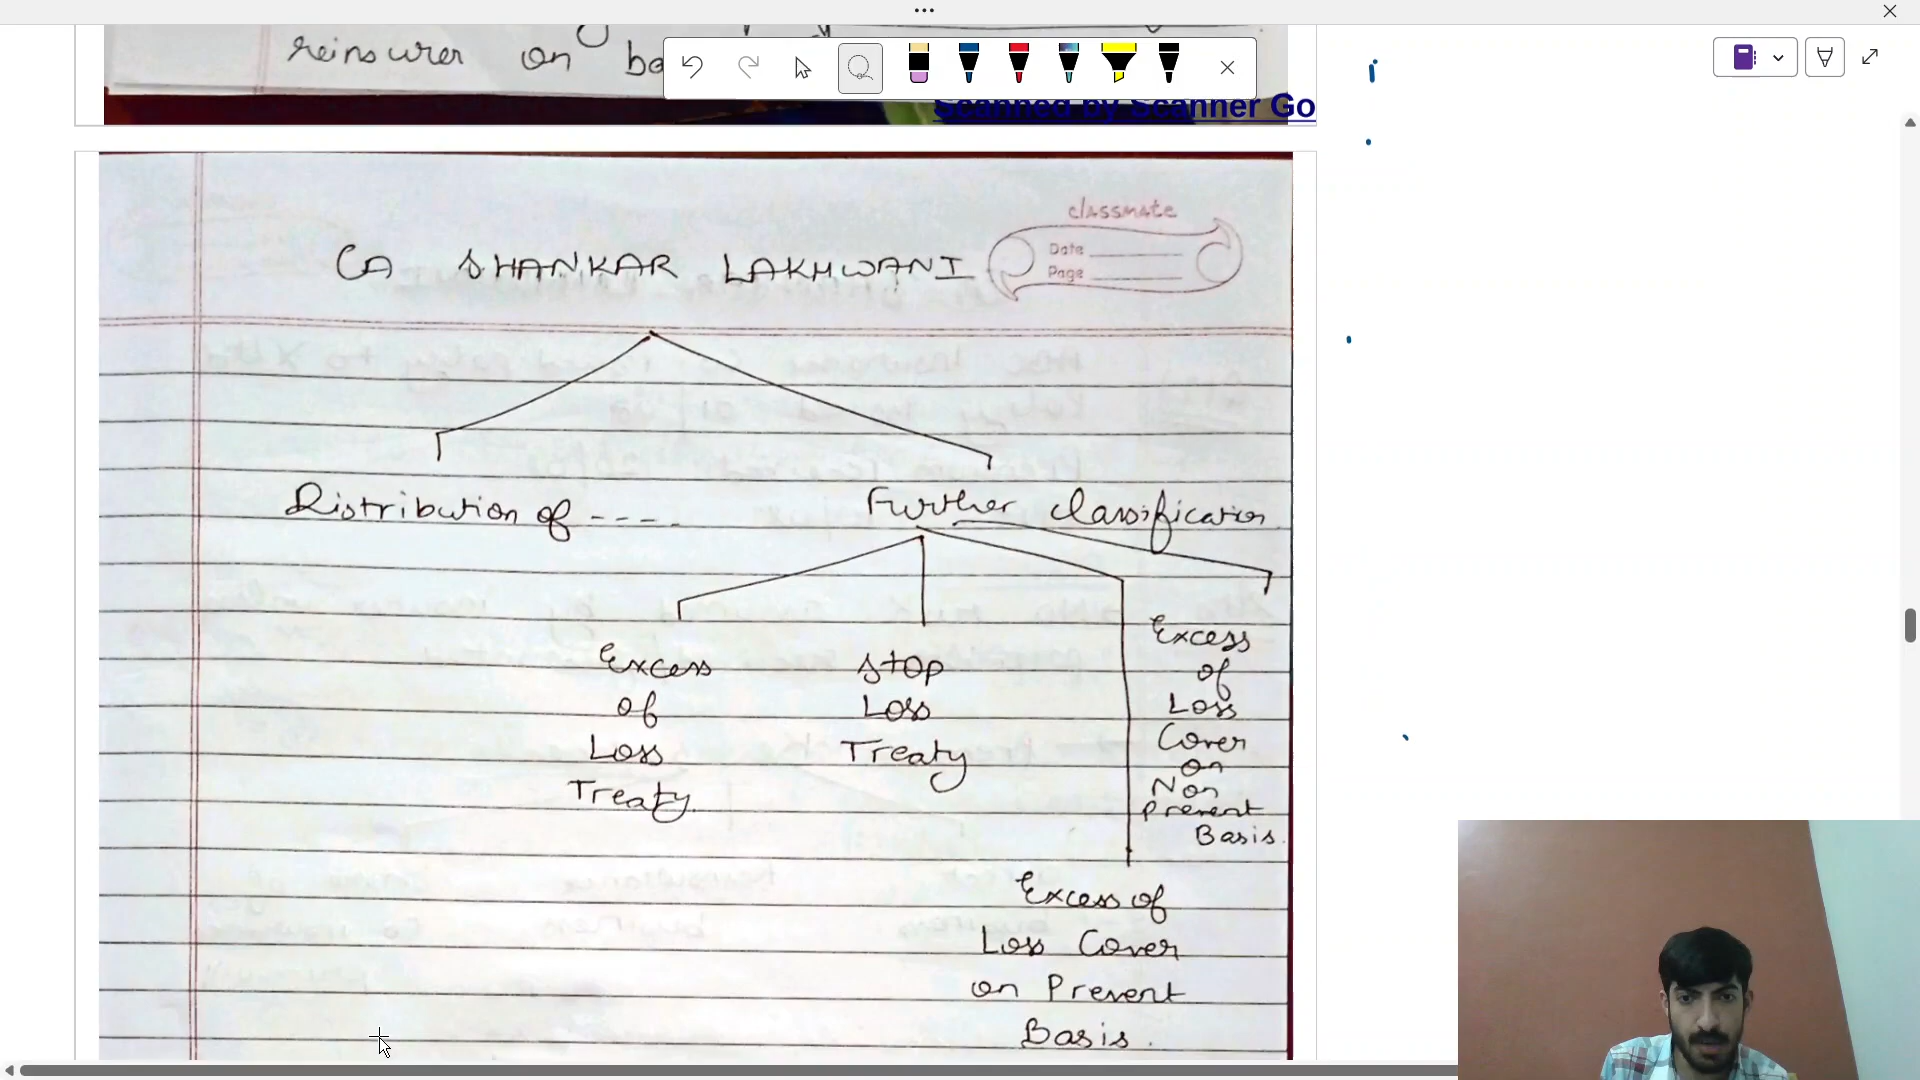 reinsurer on
Scanned by Scanner Go
classmate
Date
Page
CA SHANKAR LAKHWANI
Distribution of ----
Further classification
Excess of Loss Treaty
Stop Loss Treaty
Excess
of
Loss
Cover
on
Non
prevent
Basis.
Excess of
Loss Cover
on Prevent
Basis.